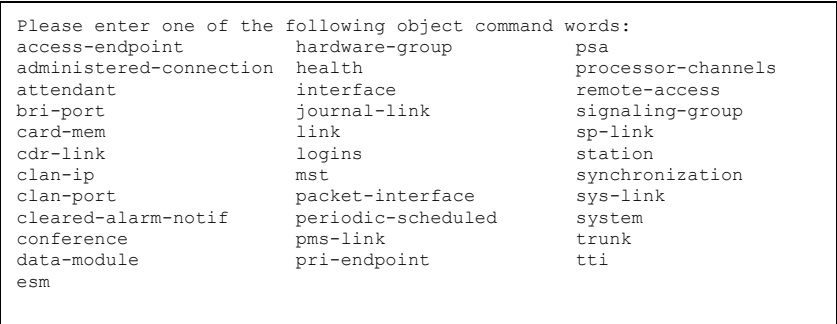 Please enter one of the following object command words:
access-endpoint hardware-group psa
administered-connection health processor-channels
attendant interface remote-access
bri-port journal-link signaling-group
card-mem link sp-link
cdr-link logins station
clan-ip mst synchronization
clan-port packet-interface sys-link
cleared-alarm-notif periodic-scheduled system
conference pms-link trunk
data-module pri-endpoint tti
esm